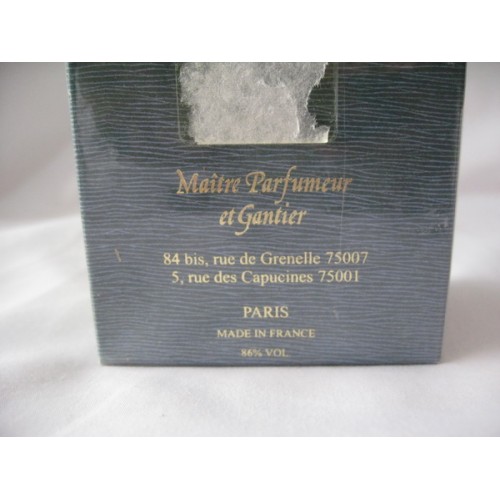 Maître Parfumeur
et Gantier
84 bis, rue de Grenelle 75007
5, rue des Capucines 75001
PARIS
MADE IN FRANCE
86% VOL